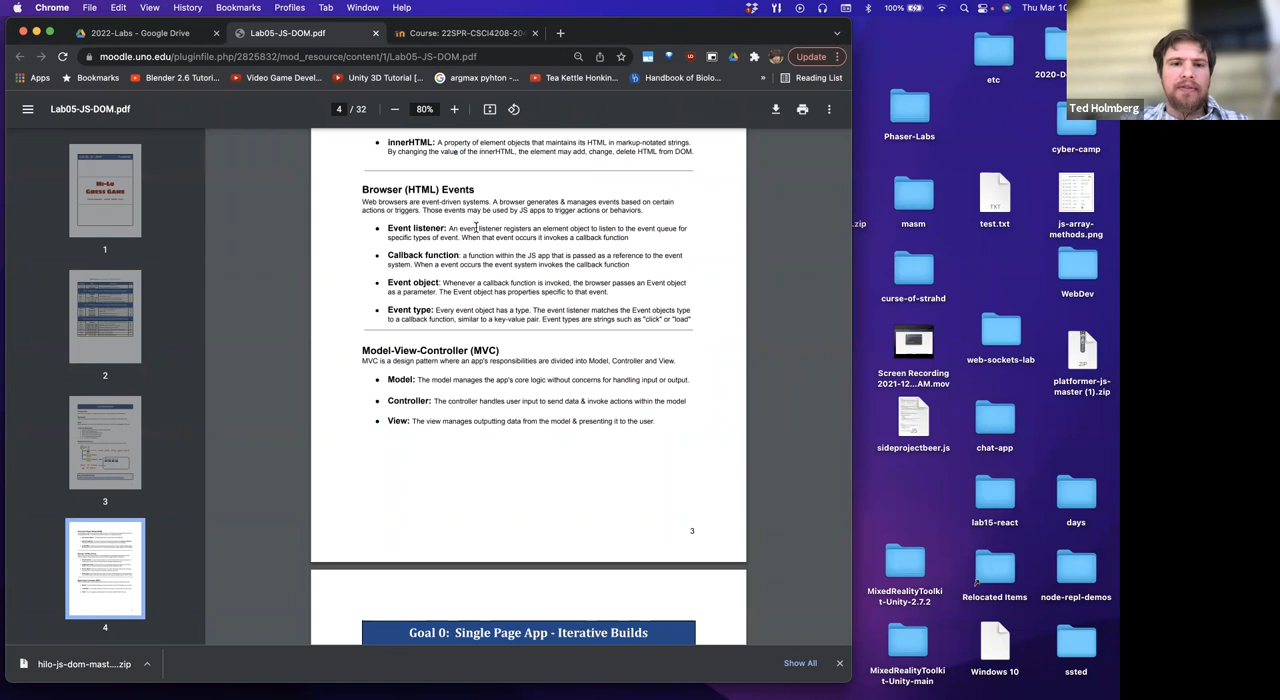 Chrome File Edit View History Bookmarks Profiles Tab Window Help 100% Thu Mar 10
2022-Labs - Google Drive Lab05-JS-DOM.pdf Course: 22SPR-CSCI4208-20
moodle.uno.edu/pluginfile.php/2825832/mod_resource/content/1/Lab05-JS-DOM.pdf Update
Apps Bookmarks Blender 2.6 Tutori... Video Game Devel... Unity 3D Tutorial [... argmax pyhton -... Tea Kettle Honkin... Handbook of Biolo... » Reading List
Lab05-JS-DOM.pdf 4 / 32 80%
innerHTML: A property of element objects that maintains its HTML in markup-notated strings.
By changing the value of the innerHTML, the element may add, change, delete HTML from DOM.
Browser (HTML) Events
Web browsers are event-driven systems. A browser generates & manages events based on certain
actions or triggers. Those events may be used by JS apps to trigger actions or behaviors.
Event listener: An event listener registers an element object to listen to the event queue for
specific types of event. When that event occurs it invokes a callback function
Callback function: a function within the JS app that is passed as a reference to the event
system. When a event occurs the event system invokes the callback function
Event object: Whenever a callback function is invoked, the browser passes an Event object
as a parameter. The Event object has properties specific to that event.
Event type: Every event object has a type. The event listener matches the Event objects type
to a callback function, similar to a key-value pair. Event types are strings such as "click" or "load"
Model-View-Controller (MVC)
MVC is a design pattern where an app's responsibilities are divided into Model, Controller and View.
Model: The model manages the app's core logic without concerns for handling input or output.
Controller: The controller handles user input to send data & invoke actions within the model
View: The view manages outputting data from the model & presenting it to the user.
3
Goal 0: Single Page App - Iterative Builds
Hi-Lo
Guess Game
1
2
3
4
hilo-js-dom-mast....zip
Show All
Ted Holmberg
etc
2020-D
Phaser-Labs
cyber-camp
.zip
masm
TXT
test.txt
js-array-
methods.png
curse-of-strahd
WebDev
Screen Recording
2021-12...AM.mov
web-sockets-lab
ZIP
platformer-js-
master (1).zip
JS
sideprojectbeer.js
chat-app
lab15-react
days
MixedRealityToolki
t-Unity-2.7.2
Relocated Items
node-repl-demos
MixedRealityToolki
t-Unity-main
Windows 10
ssted